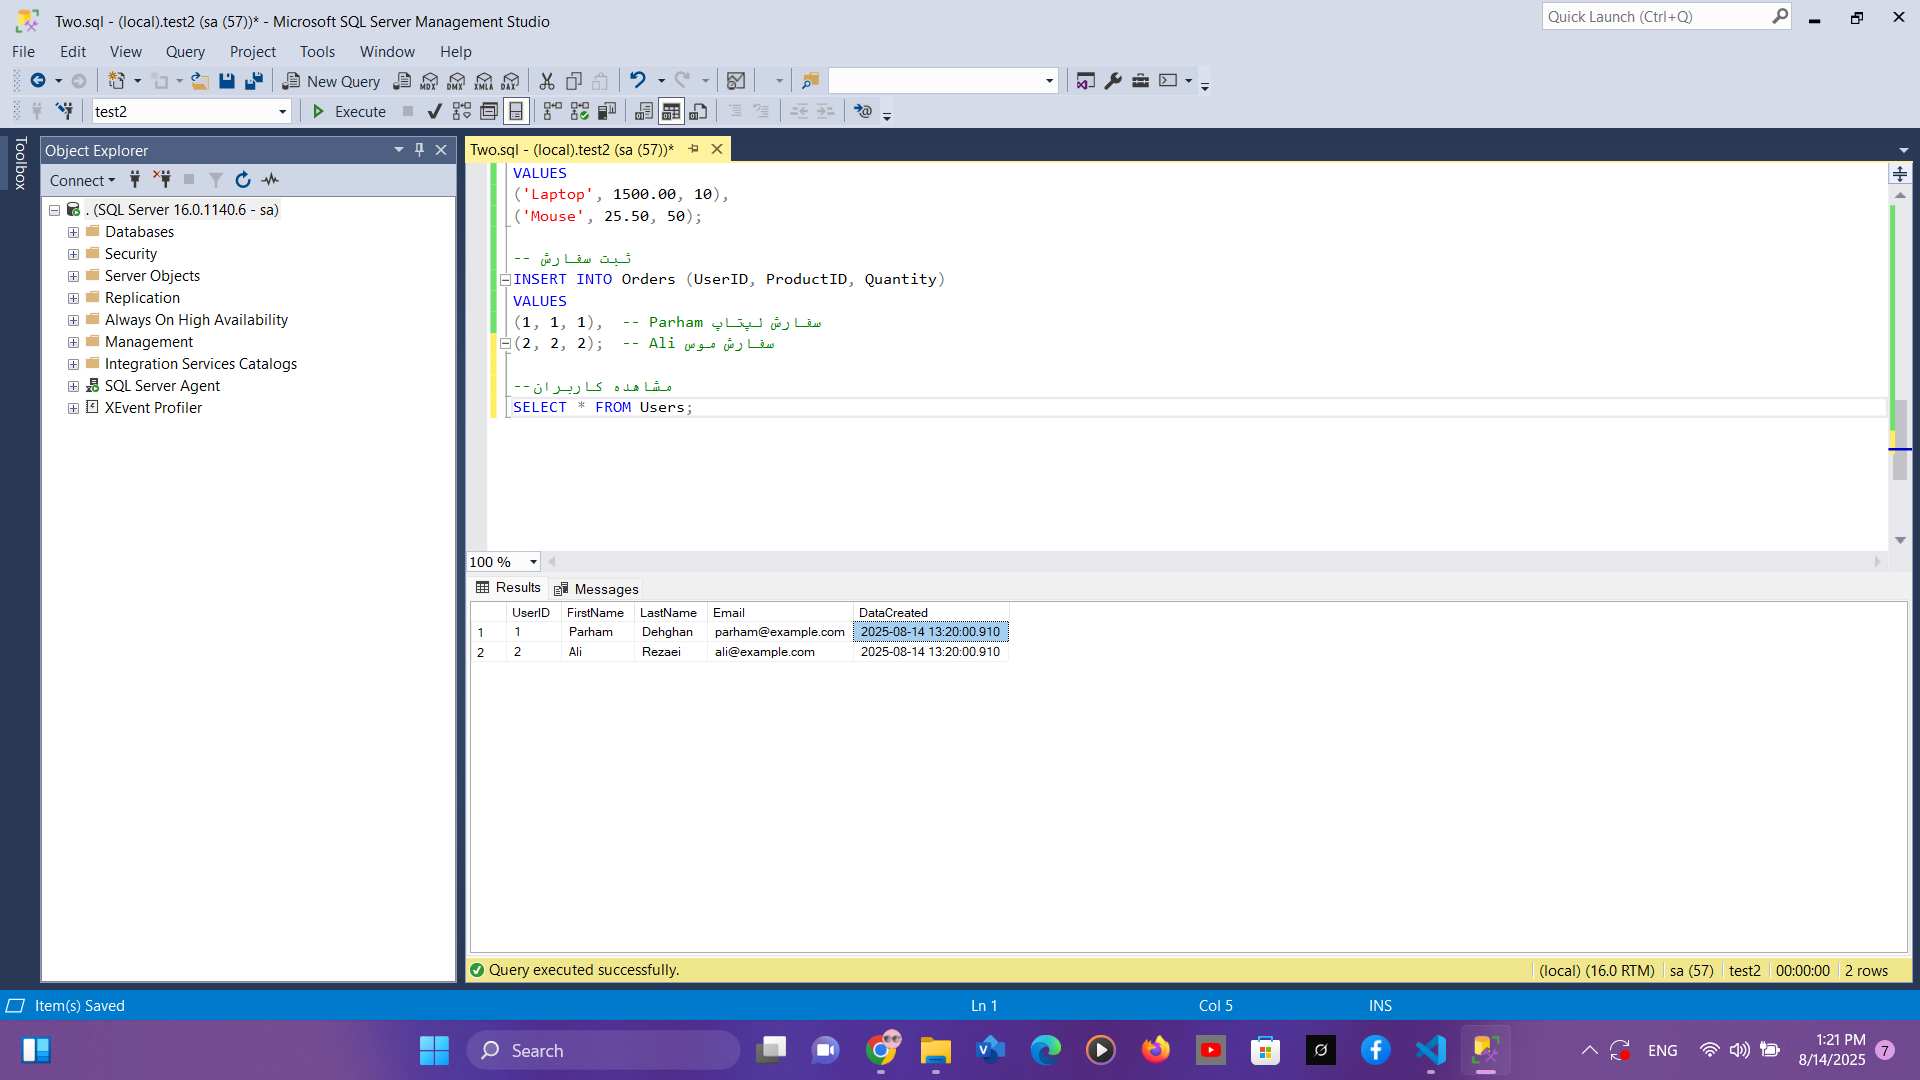 Two.sql - (local).test2 (sa (57))* - Microsoft SQL Server Management Studio
Quick Launch (Ctrl+Q)
File Edit View Query Project Tools Window Help
New Query MDX DMX XMLA DAX
test2 Execute
Toolbox
Object Explorer
Connect
. (SQL Server 16.0.1140.6 - sa)
Databases
Security
Server Objects
Replication
Always On High Availability
Management
Integration Services Catalogs
SQL Server Agent
XEvent Profiler
Two.sql - (local).test2 (sa (57))*
VALUES
('Laptop', 1500.00, 10),
('Mouse', 25.50, 50);
-- ثبت سفارش
INSERT INTO Orders (UserID, ProductID, Quantity)
VALUES
(1, 1, 1),  -- Parham سفارش لپتاپ
(2, 2, 2);  -- Ali سفارش موس
--مشاهده کاربران
SELECT * FROM Users;
100 %
Results Messages
UserID FirstName LastName Email DataCreated
1 1 Parham Dehghan parham@example.com 2025-08-14 13:20:00.910
2 2 Ali Rezaei ali@example.com 2025-08-14 13:20:00.910
Query executed successfully. (local) (16.0 RTM) sa (57) test2 00:00:00 2 rows
Item(s) Saved Ln 1 Col 5 INS
Search
ENG
1:21 PM
8/14/2025
7